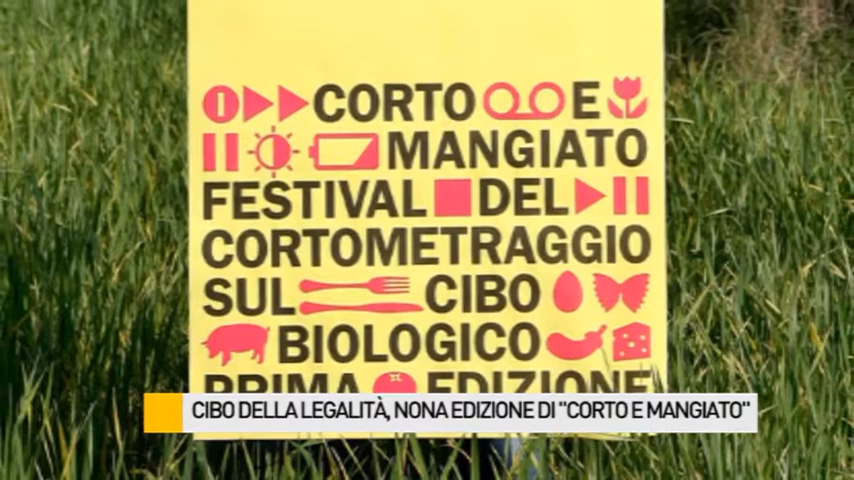 CORTO E
MANGIATO
FESTIVAL DEL
CORTOMETRAGGIO
SUL CIBO
BIOLOGICO
PRIMA EDIZIONE
CIBO DELLA LEGALITÀ, NONA EDIZIONE DI "CORTO E MANGIATO"